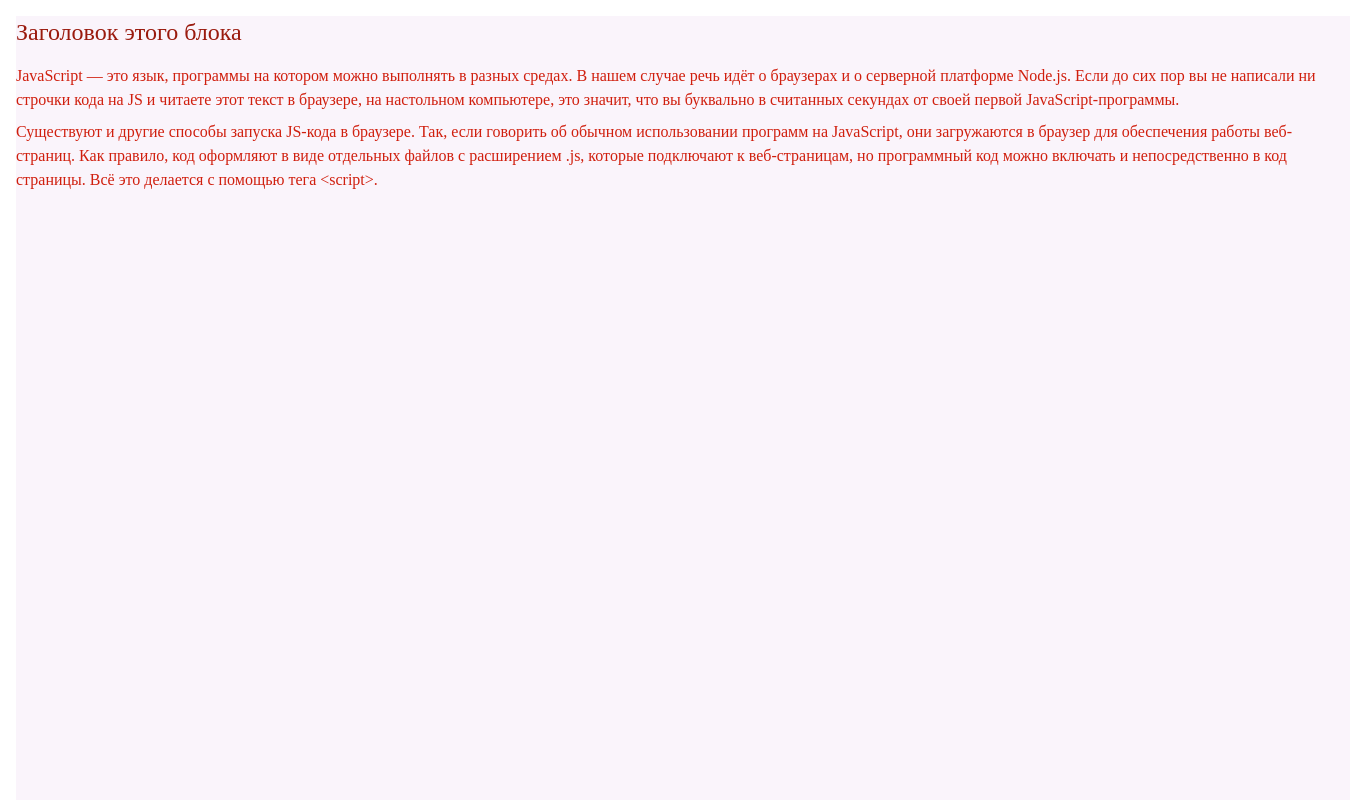 Заголовок этого блока
JavaScript — это язык, программы на котором можно выполнять в разных средах. В нашем случае речь идёт о браузерах и о серверной платформе Node.js. Если до сих пор вы не написали ни
строчки кода на JS и читаете этот текст в браузере, на настольном компьютере, это значит, что вы буквально в считанных секундах от своей первой JavaScript-программы.
Существуют и другие способы запуска JS-кода в браузере. Так, если говорить об обычном использовании программ на JavaScript, они загружаются в браузер для обеспечения работы веб-
страниц. Как правило, код оформляют в виде отдельных файлов с расширением .js, которые подключают к веб-страницам, но программный код можно включать и непосредственно в код
страницы. Всё это делается с помощью тега <script>.